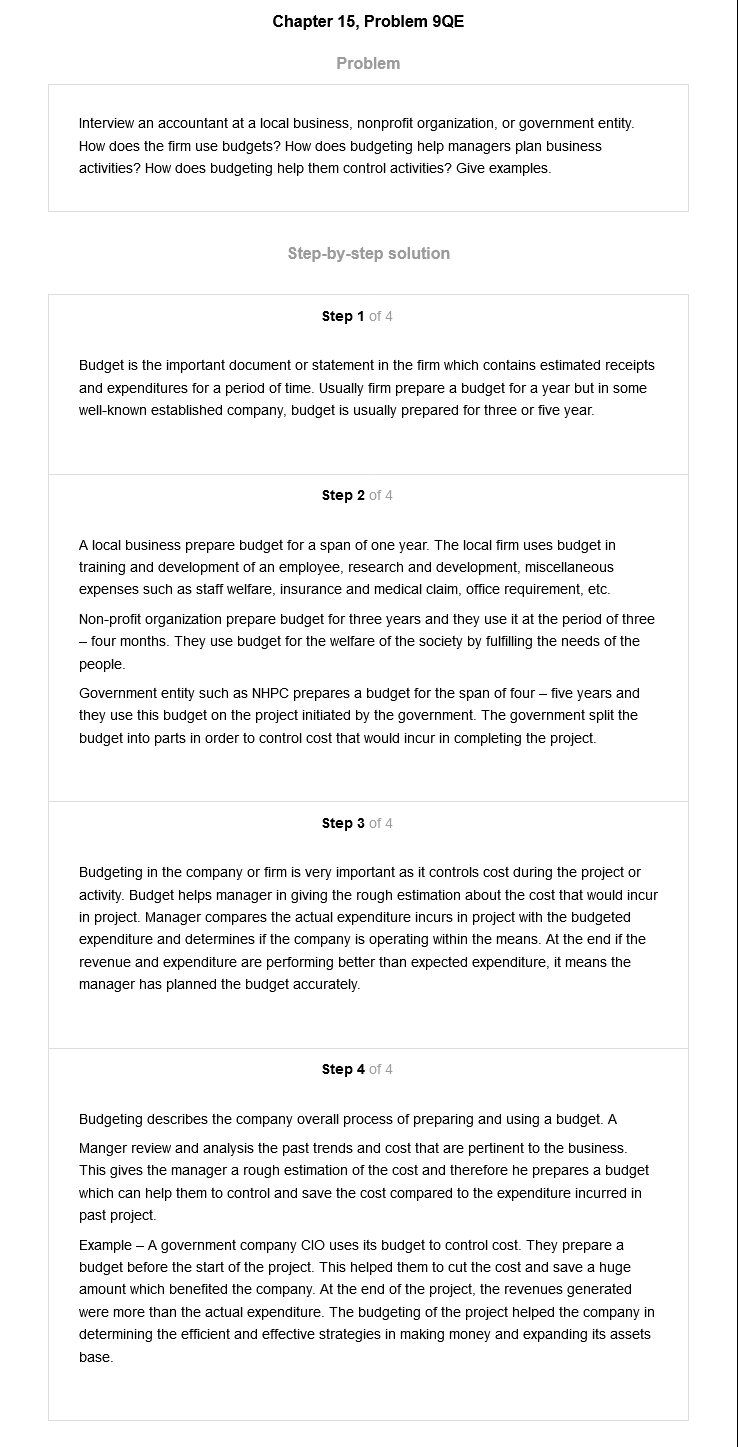 Chapter 15, Problem 9QE
Problem
Interview an accountant at a local business, nonprofit organization, or government entity.
How does the firm use budgets? How does budgeting help managers plan business
activities? How does budgeting help them control activities? Give examples.
Step-by-step solution
Step 1 of 4
Budget is the important document or statement in the firm which contains estimated receipts
and expenditures for a period of time. Usually firm prepare a budget for a year but in some
well-known established company, budget is usually prepared for three or five year.
Step 2 of 4
A local business prepare budget for a span of one year. The local firm uses budget in
training and development of an employee, research and development, miscellaneous
expenses such as staff welfare, insurance and medical claim, office requirement, etc.
Non-profit organization prepare budget for three years and they use it at the period of three
– four months. They use budget for the welfare of the society by fulfilling the needs of the
people.
Government entity such as NHPC prepares a budget for the span of four – five years and
they use this budget on the project initiated by the government. The government split the
budget into parts in order to control cost that would incur in completing the project.
Step 3 of 4
Budgeting in the company or firm is very important as it controls cost during the project or
activity. Budget helps manager in giving the rough estimation about the cost that would incur
in project. Manager compares the actual expenditure incurs in project with the budgeted
expenditure and determines if the company is operating within the means. At the end if the
revenue and expenditure are performing better than expected expenditure, it means the
manager has planned the budget accurately.
Step 4 of 4
Budgeting describes the company overall process of preparing and using a budget. A
Manger review and analysis the past trends and cost that are pertinent to the business.
This gives the manager a rough estimation of the cost and therefore he prepares a budget
which can help them to control and save the cost compared to the expenditure incurred in
past project.
Example – A government company CIO uses its budget to control cost. They prepare a
budget before the start of the project. This helped them to cut the cost and save a huge
amount which benefited the company. At the end of the project, the revenues generated
were more than the actual expenditure. The budgeting of the project helped the company in
determining the efficient and effective strategies in making money and expanding its assets
base.